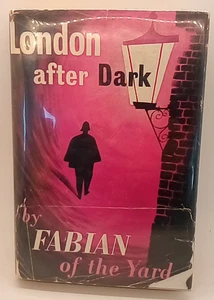 London
after Dark
by
FABIAN
of the Yard